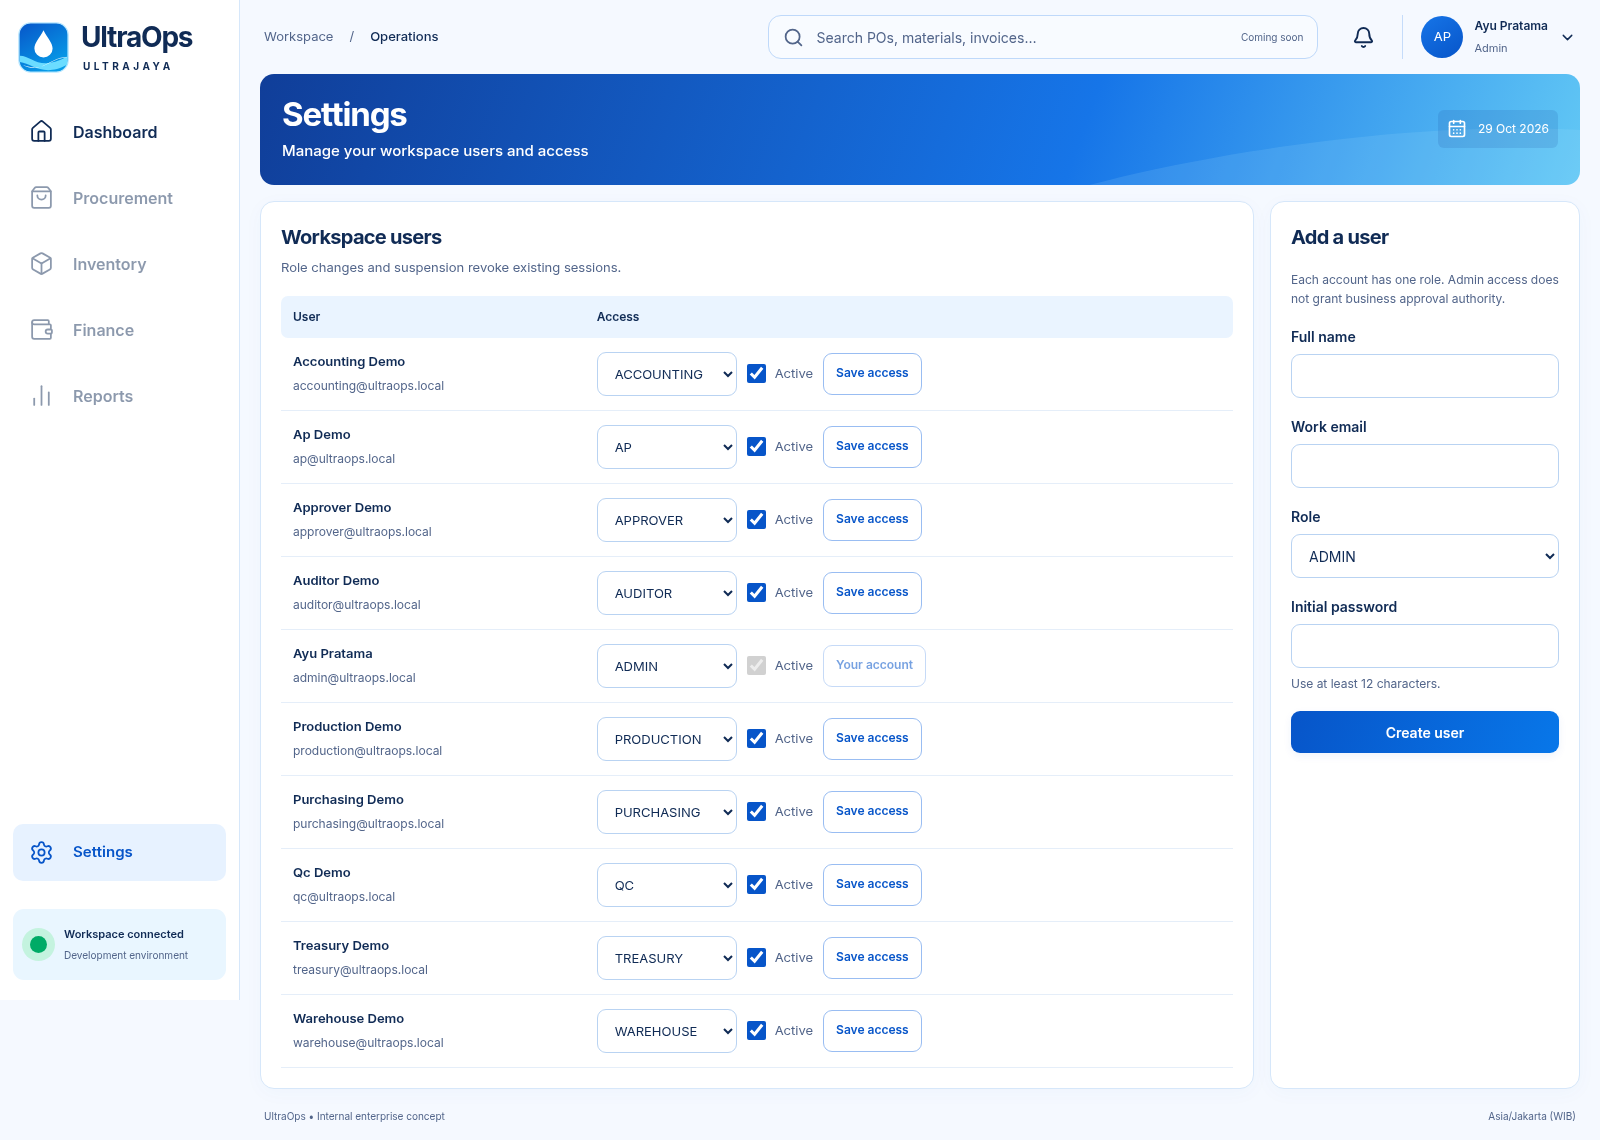 UltraOps
ULTRAJAYA
Dashboard
Procurement
Inventory
Finance
Reports
Settings
Workspace connected
Development environment
Workspace / Operations
Search POs, materials, invoices...
Coming soon
AP
Ayu Pratama
Admin
Settings
Manage your workspace users and access
29 Oct 2026
Workspace users
Role changes and suspension revoke existing sessions.
User Access
Accounting Demo
accounting@ultraops.local
ACCOUNTING Active Save access
Ap Demo
ap@ultraops.local
AP Active Save access
Approver Demo
approver@ultraops.local
APPROVER Active Save access
Auditor Demo
auditor@ultraops.local
AUDITOR Active Save access
Ayu Pratama
admin@ultraops.local
ADMIN Active Your account
Production Demo
production@ultraops.local
PRODUCTION Active Save access
Purchasing Demo
purchasing@ultraops.local
PURCHASING Active Save access
Qc Demo
qc@ultraops.local
QC Active Save access
Treasury Demo
treasury@ultraops.local
TREASURY Active Save access
Warehouse Demo
warehouse@ultraops.local
WAREHOUSE Active Save access
Add a user
Each account has one role. Admin access does
not grant business approval authority.
Full name
Work email
Role
ADMIN
Initial password
Use at least 12 characters.
Create user
UltraOps • Internal enterprise concept
Asia/Jakarta (WIB)